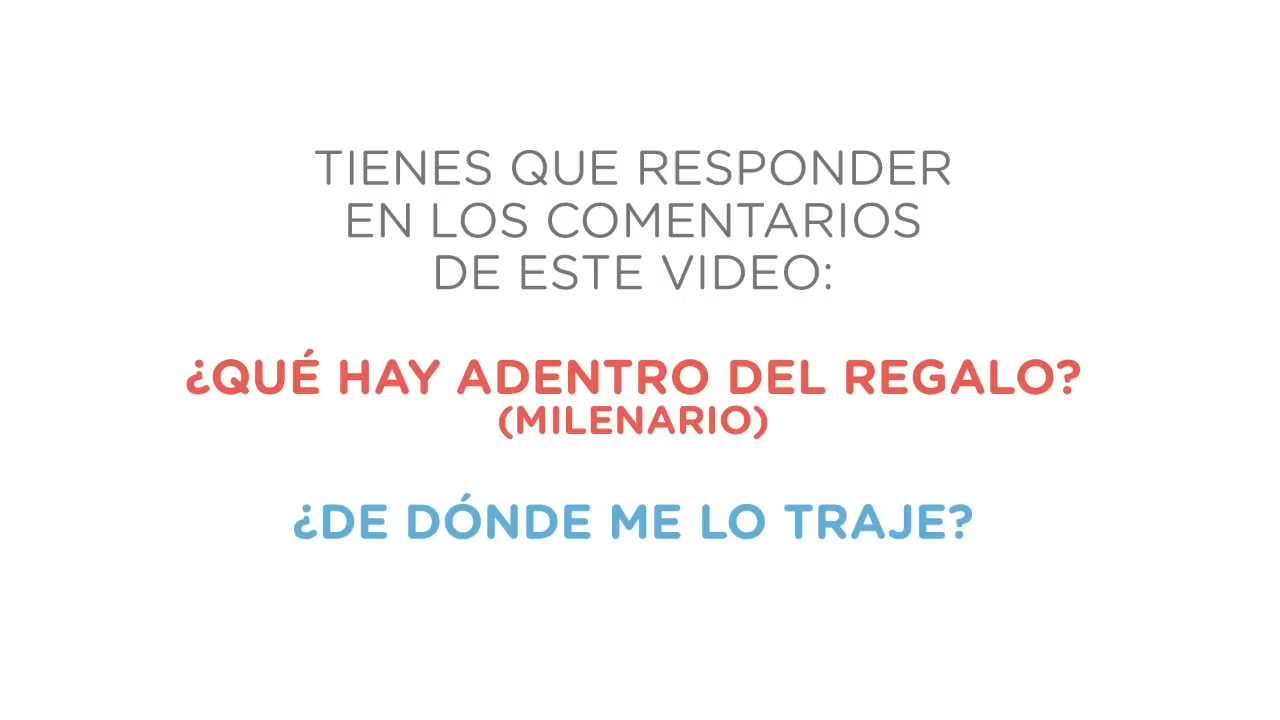 TIENES QUE RESPONDER
EN LOS COMENTARIOS
DE ESTE VIDEO:
¿QUÉ HAY ADENTRO DEL REGALO?
(MILENARIO)
¿DE DÓNDE ME LO TRAJE?